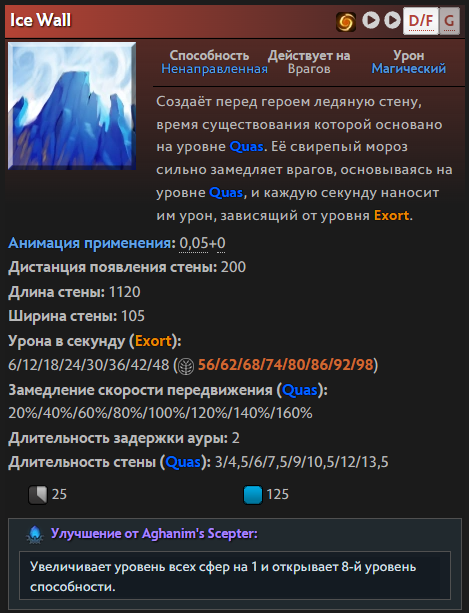 Ice Wall D/F G
Способность Действует на Урон
Ненаправленная Врагов Магический
Создаёт перед героем ледяную стену,
время существования которой основано
на уровне Quas. Её свирепый мороз
сильно замедляет врагов, основываясь на
уровне Quas, и каждую секунду наносит
им урон, зависящий от уровня Exort.
Анимация применения: 0,05+0
Дистанция появления стены: 200
Длина стены: 1120
Ширина стены: 105
Урона в секунду (Exort):
6/12/18/24/30/36/42/48 (56/62/68/74/80/86/92/98)
Замедление скорости передвижения (Quas):
20%/40%/60%/80%/100%/120%/140%/160%
Длительность задержки ауры: 2
Длительность стены (Quas): 3/4,5/6/7,5/9/10,5/12/13,5
25 125
Улучшение от Aghanim's Scepter:
Увеличивает уровень всех сфер на 1 и открывает 8-й уровень
способности.